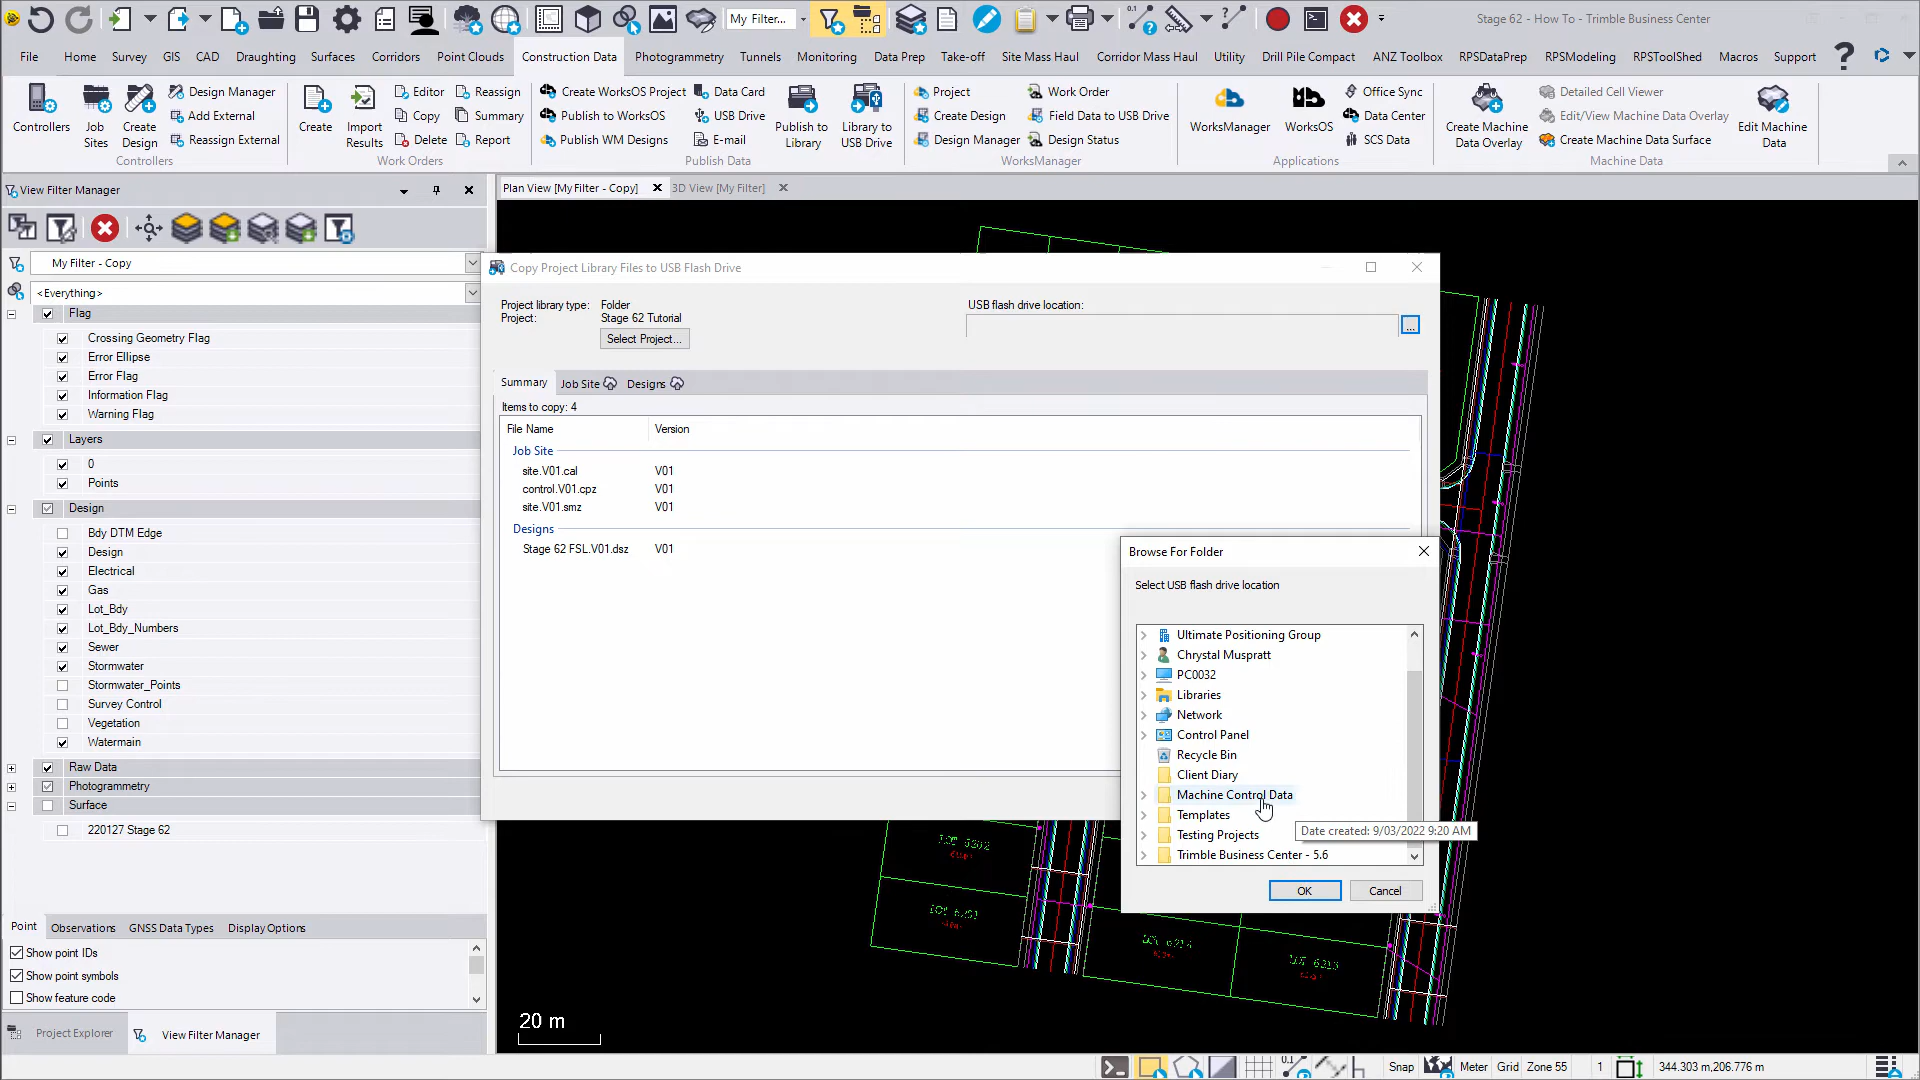 My Filter...
0.1
Stage 62 - How To - Trimble Business Center
File Home Survey GIS CAD Draughting Surfaces Corridors Point Clouds Construction Data Photogrammetry Tunnels Monitoring Data Prep Take-off Site Mass Haul Corridor Mass Haul Utility Drill Pile Compact ANZ Toolbox RPSDataPrep RPSModeling RPSToolShed Macros Support
Controllers
Job Sites
Create Design
Design Manager
Add External
Reassign External
Controllers
Create
Import Results
Editor
Copy
Delete
Reassign
Summary
Report
Work Orders
Create WorksOS Project
Publish to WorksOS
Publish WM Designs
Data Card
USB Drive
E-mail
Publish to Library
Library to USB Drive
Publish Data
Project
Create Design
Design Manager
Work Order
Field Data to USB Drive
Design Status
WorksManager
WorksManager
WorksOS
Office Sync
Data Center
SCS Data
Applications
Create Machine Data Overlay
Detailed Cell Viewer
Edit/View Machine Data Overlay
Create Machine Data Surface
Edit Machine Data
Machine Data
View Filter Manager
My Filter - Copy
<Everything>
Flag
Crossing Geometry Flag
Error Ellipse
Error Flag
Information Flag
Warning Flag
Layers
0
Points
Design
Bdy DTM Edge
Design
Electrical
Gas
Lot_Bdy
Lot_Bdy_Numbers
Sewer
Stormwater
Stormwater_Points
Survey Control
Vegetation
Watermain
Raw Data
Photogrammetry
Surface
220127 Stage 62
Point Observations GNSS Data Types Display Options
Show point IDs
Show point symbols
Show feature code
Project Explorer View Filter Manager
Plan View [My Filter - Copy] 3D View [My Filter]
Copy Project Library Files to USB Flash Drive
Project library type: Folder
Project: Stage 62 Tutorial
Select Project...
USB flash drive location:
...
Summary Job Site Designs
Items to copy: 4
File Name Version
Job Site
site.V01.cal V01
control.V01.cpz V01
site.V01.smz V01
Designs
Stage 62 FSL.V01.dsz V01
Browse For Folder
Select USB flash drive location
Ultimate Positioning Group
Chrystal Muspratt
PC0032
Libraries
Network
Control Panel
Recycle Bin
Client Diary
Machine Control Data
Templates
Testing Projects
Trimble Business Center - 5.6
Date created: 9/03/2022 9:20 AM
OK Cancel
20 m
0.1 Snap Meter Grid Zone 55 1 344.303 m,206.776 m